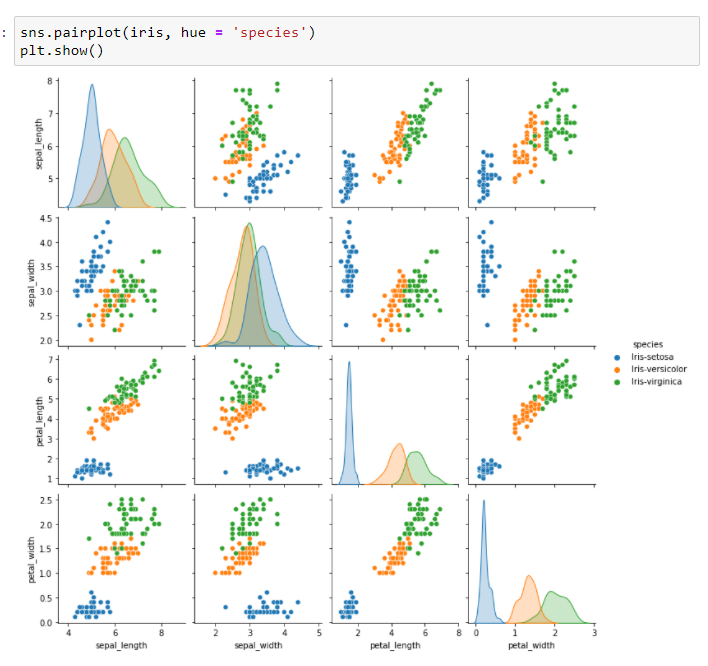 : sns.pairplot(iris, hue = 'species')
plt.show()
8
7
6
5
sepal_length
4.5
4.0
3.5
3.0
2.5
2.0
sepal_width
species
Iris-setosa
Iris-versicolor
Iris-virginica
7
6
5
4
3
2
1
petal_length
2.5
2.0
1.5
1.0
0.5
0.0
petal_width
4 6 8 2 3 4 5 2 4 6 8 0 1 2 3
sepal_length sepal_width petal_length petal_width